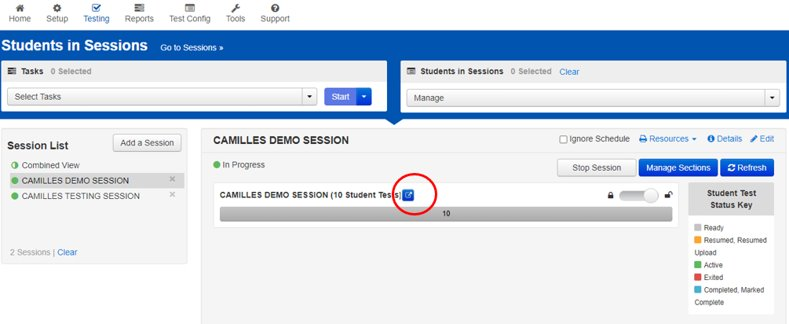 Home Setup Testing Reports Test Config Tools Support
Students in Sessions Go to Sessions »
Tasks 0 Selected
Select Tasks Start
Students in Sessions 0 Selected Clear
Manage
Session List Add a Session
Combined View
CAMILLES DEMO SESSION
CAMILLES TESTING SESSION
2 Sessions | Clear
CAMILLES DEMO SESSION Ignore Schedule Resources Details Edit
In Progress Stop Session Manage Sections Refresh
CAMILLES DEMO SESSION (10 Student Tests)
10
Student Test
Status Key
Ready
Resumed, Resumed
Upload
Active
Exited
Completed, Marked
Complete